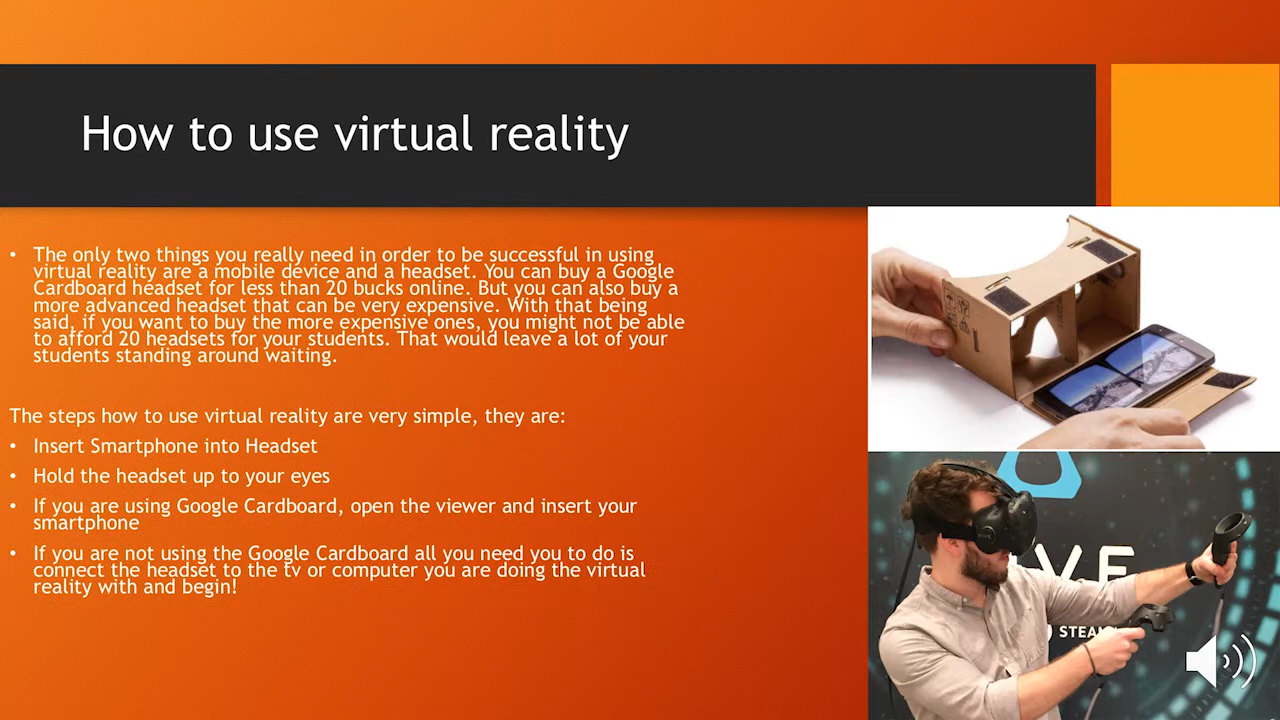 How to use virtual reality
• The only two things you really need in order to be successful in using
virtual reality are a mobile device and a headset. You can buy a Google
Cardboard headset for less than 20 bucks online. But you can also buy a
more advanced headset that can be very expensive. With that being
said, if you want to buy the more expensive ones, you might not be able
to afford 20 headsets for your students. That would leave a lot of your
students standing around waiting.
The steps how to use virtual reality are very simple, they are:
• Insert Smartphone into Headset
• Hold the headset up to your eyes
• If you are using Google Cardboard, open the viewer and insert your
smartphone
• If you are not using the Google Cardboard all you need you to do is
connect the headset to the tv or computer you are doing the virtual
reality with and begin!
VIVE
VE
STEA